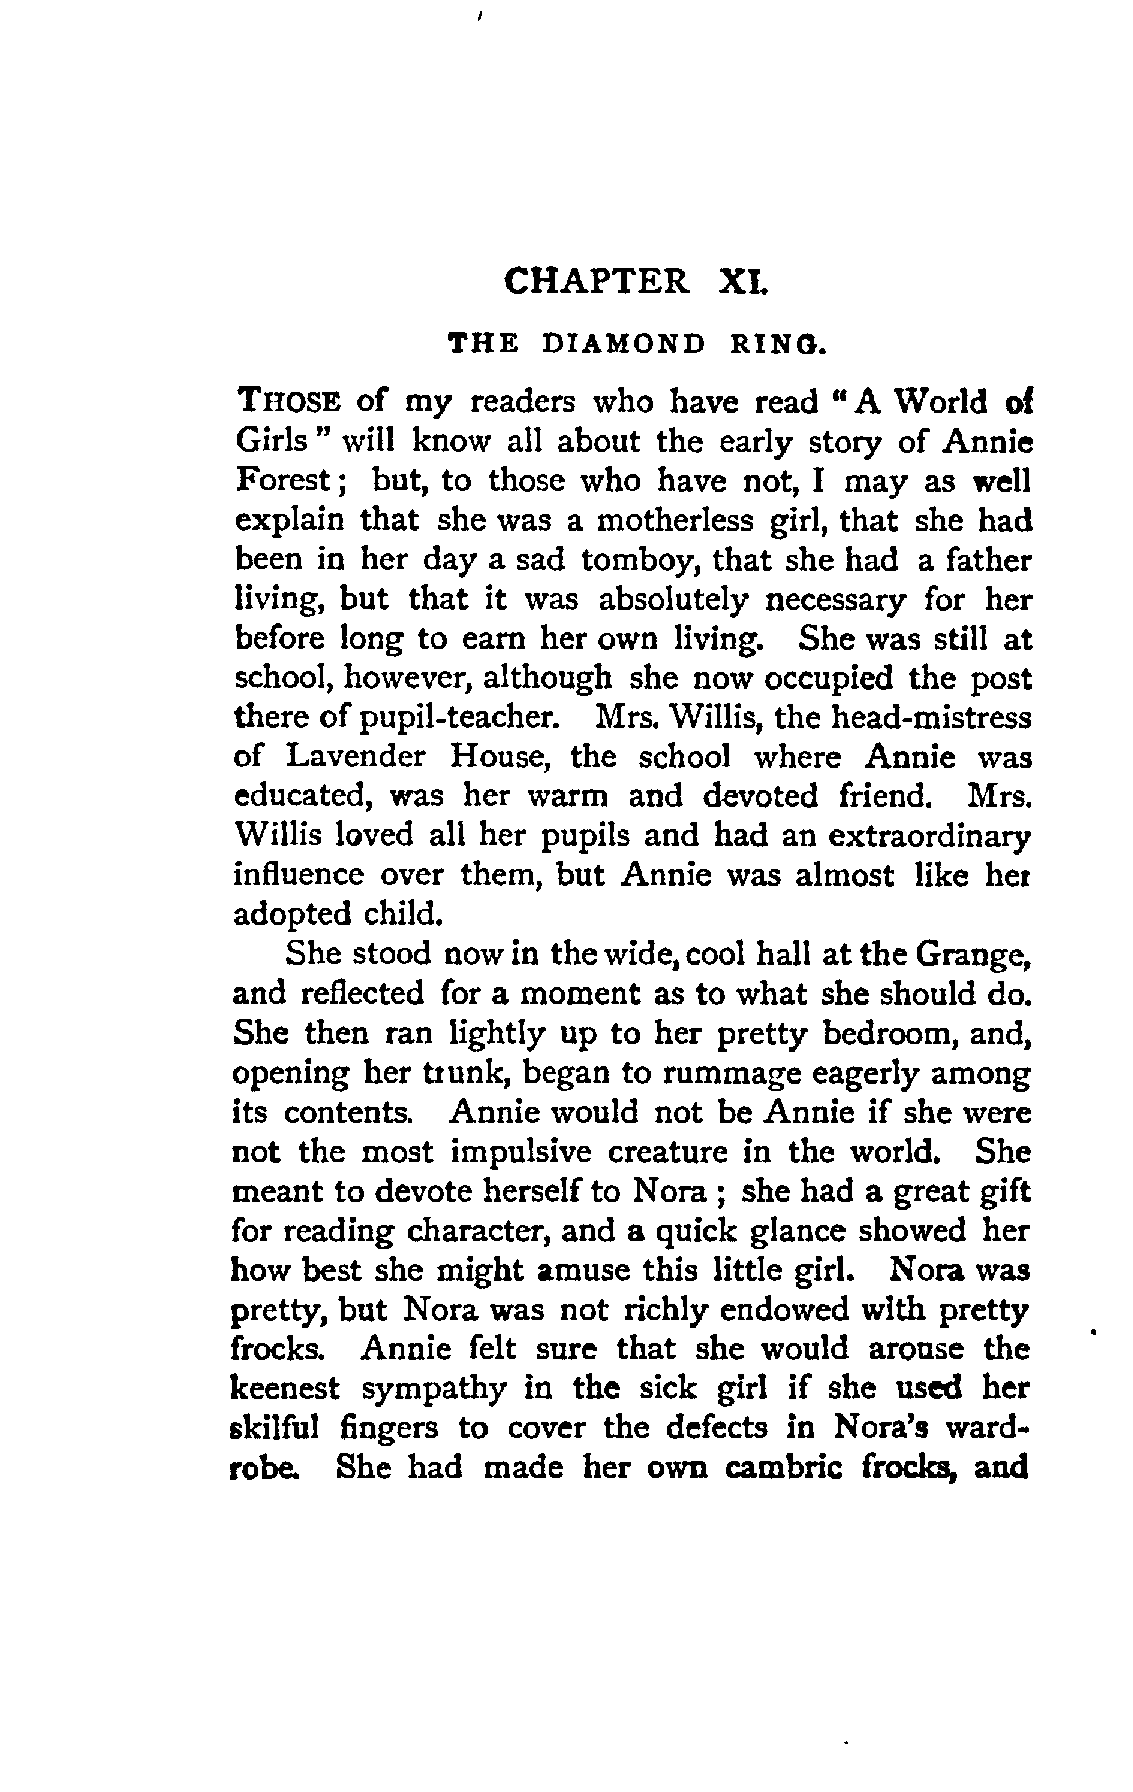 CHAPTER XI.
THE DIAMOND RING.
THOSE of my readers who have read “A World of
Girls” will know all about the early story of Annie
Forest; but, to those who have not, I may as well
explain that she was a motherless girl, that she had
been in her day a sad tomboy, that she had a father
living, but that it was absolutely necessary for her
before long to earn her own living. She was still at
school, however, although she now occupied the post
there of pupil-teacher. Mrs. Willis, the head-mistress
of Lavender House, the school where Annie was
educated, was her warm and devoted friend. Mrs.
Willis loved all her pupils and had an extraordinary
influence over them, but Annie was almost like her
adopted child.
She stood now in the wide, cool hall at the Grange,
and reflected for a moment as to what she should do.
She then ran lightly up to her pretty bedroom, and,
opening her trunk, began to rummage eagerly among
its contents. Annie would not be Annie if she were
not the most impulsive creature in the world. She
meant to devote herself to Nora; she had a great gift
for reading character, and a quick glance showed her
how best she might amuse this little girl. Nora was
pretty, but Nora was not richly endowed with pretty
frocks. Annie felt sure that she would arouse the
keenest sympathy in the sick girl if she used her
skilful fingers to cover the defects in Nora's ward-
robe. She had made her own cambric frocks, and